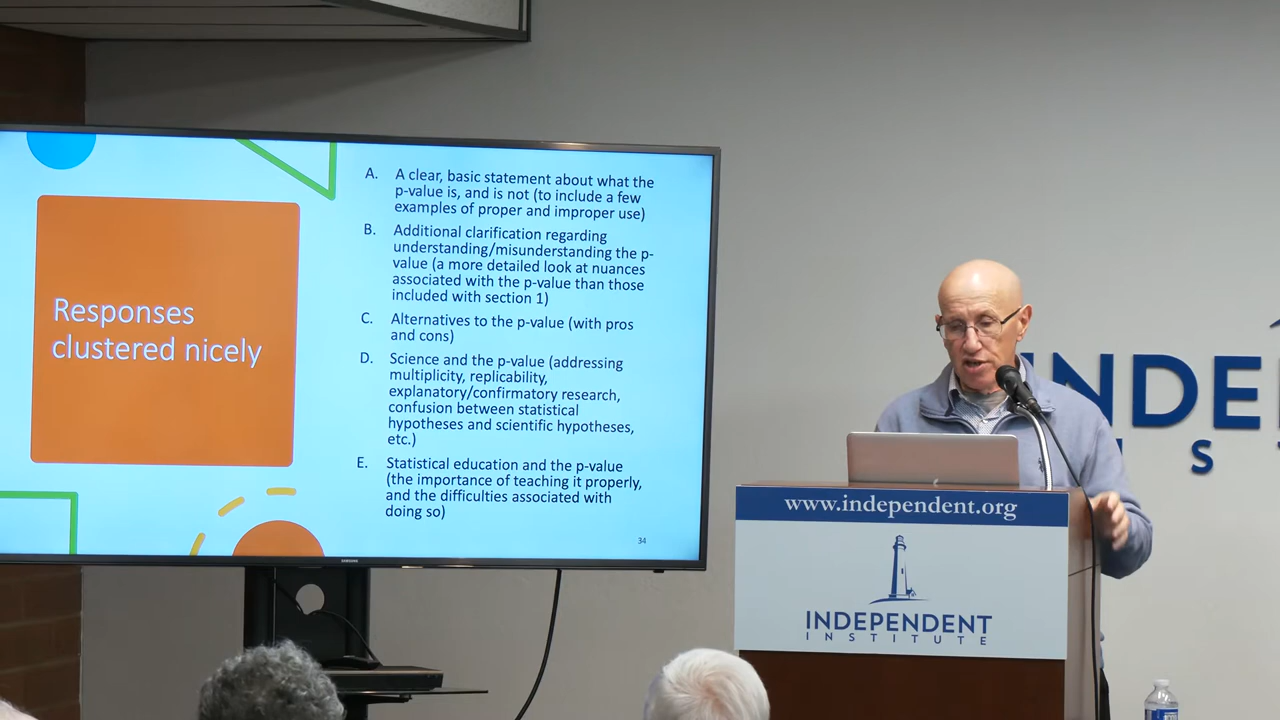 Responses
clustered nicely
A. A clear, basic statement about what the
p-value is, and is not (to include a few
examples of proper and improper use)
B. Additional clarification regarding
understanding/misunderstanding the p-
value (a more detailed look at nuances
associated with the p-value than those
included with section 1)
C. Alternatives to the p-value (with pros
and cons)
D. Science and the p-value (addressing
multiplicity, replicability,
explanatory/confirmatory research,
confusion between statistical
hypotheses and scientific hypotheses,
etc.)
E. Statistical education and the p-value
(the importance of teaching it properly,
and the difficulties associated with
doing so)
34
SAMSUNG
INDE
S
www.independent.org
INDEPENDENT
INSTITUTE